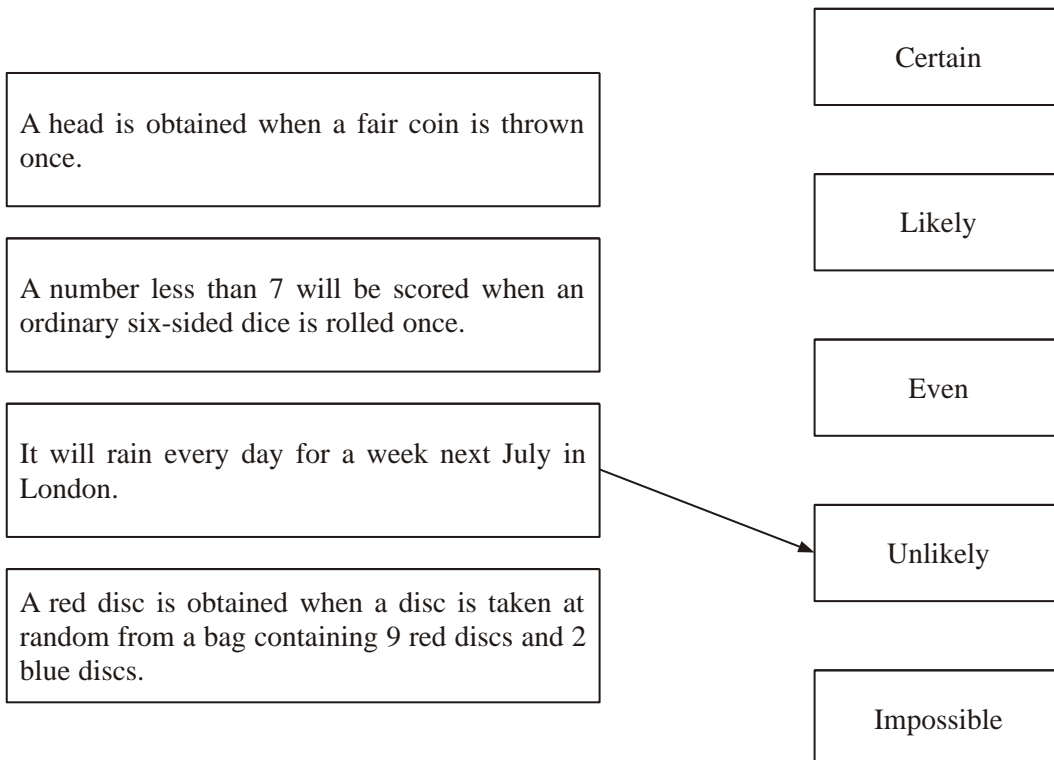 A head is obtained when a fair coin is thrown
once.
A number less than 7 will be scored when an
ordinary six-sided dice is rolled once.
It will rain every day for a week next July in
London.
A red disc is obtained when a disc is taken at
random from a bag containing 9 red discs and 2
blue discs.
Certain
Likely
Even
Unlikely
Impossible